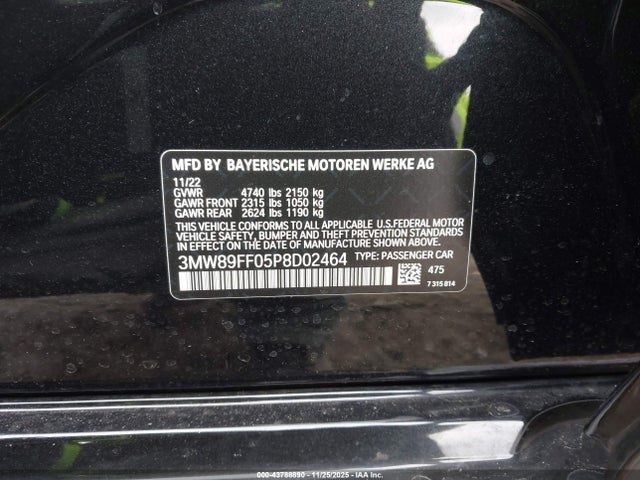 MFD BY BAYERISCHE MOTOREN WERKE AG
11/22
GVWR 4740 lbs 2150 kg
GAWR FRONT 2315 lbs 1050 kg
GAWR REAR 2624 lbs 1190 kg
THIS VEHICLE CONFORMS TO ALL APPLICABLE U.S.FEDERAL MOTOR
VEHICLE SAFETY, BUMPER AND THEFT PREVENTION STANDARDS
IN EFFECT ON THE DATE OF MANUFACTURE SHOWN ABOVE.
3MW89FF05P8D02464 TYPE: PASSENGER CAR
475
7 315 814
000-43788890 - 11/25/2025 - IAA Inc.